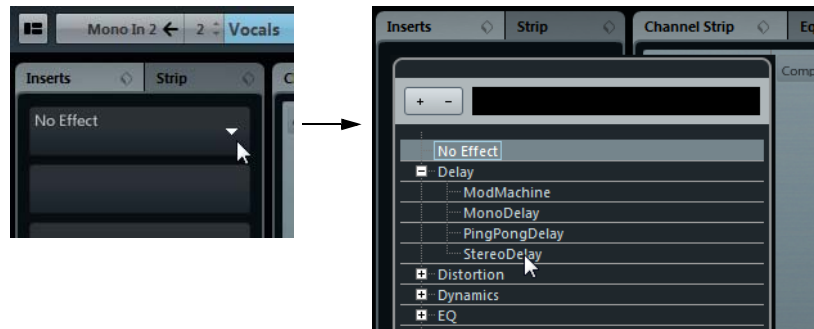 Mono In 2 2 Vocals
Inserts Strip C
No Effect
Inserts Strip Channel Strip Eq
Comp
+ -
No Effect
Delay
ModMachine
MonoDelay
PingPongDelay
StereoDelay
Distortion
Dynamics
EQ